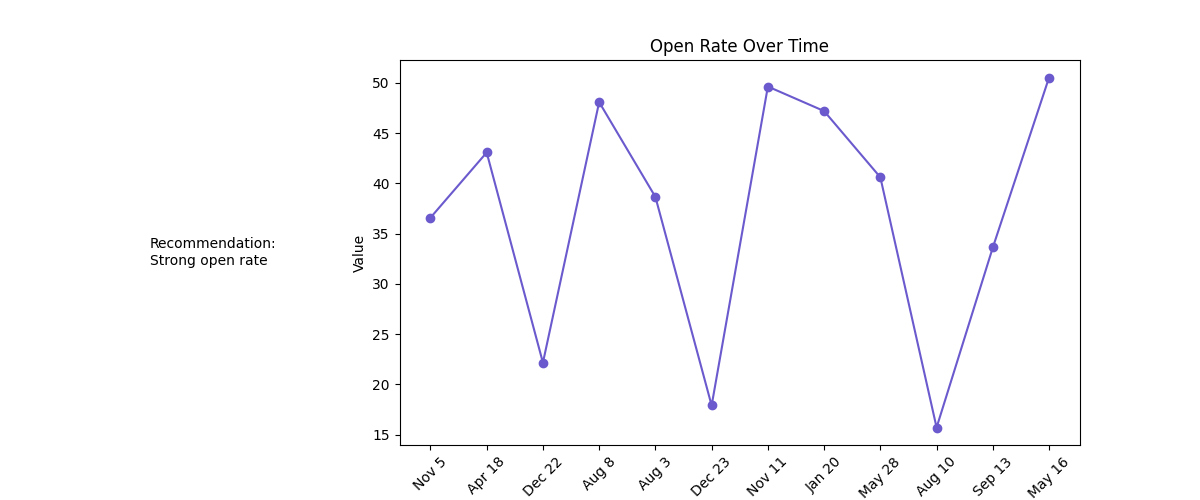 Open Rate Over Time
Recommendation:
Strong open rate
Value
50
45
40
35
30
25
20
15
Nov 5
Apr 18
Dec 22
Aug 8
Aug 3
Dec 23
Nov 11
Jan 20
May 28
Aug 10
Sep 13
May 16